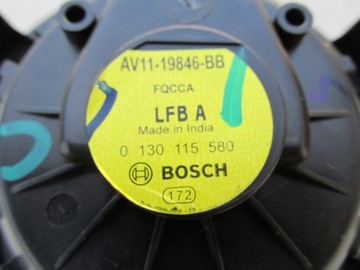 AV11-19846-BB
FQCCA
LFB A
Made in India
0 130 115 580
BOSCH
172